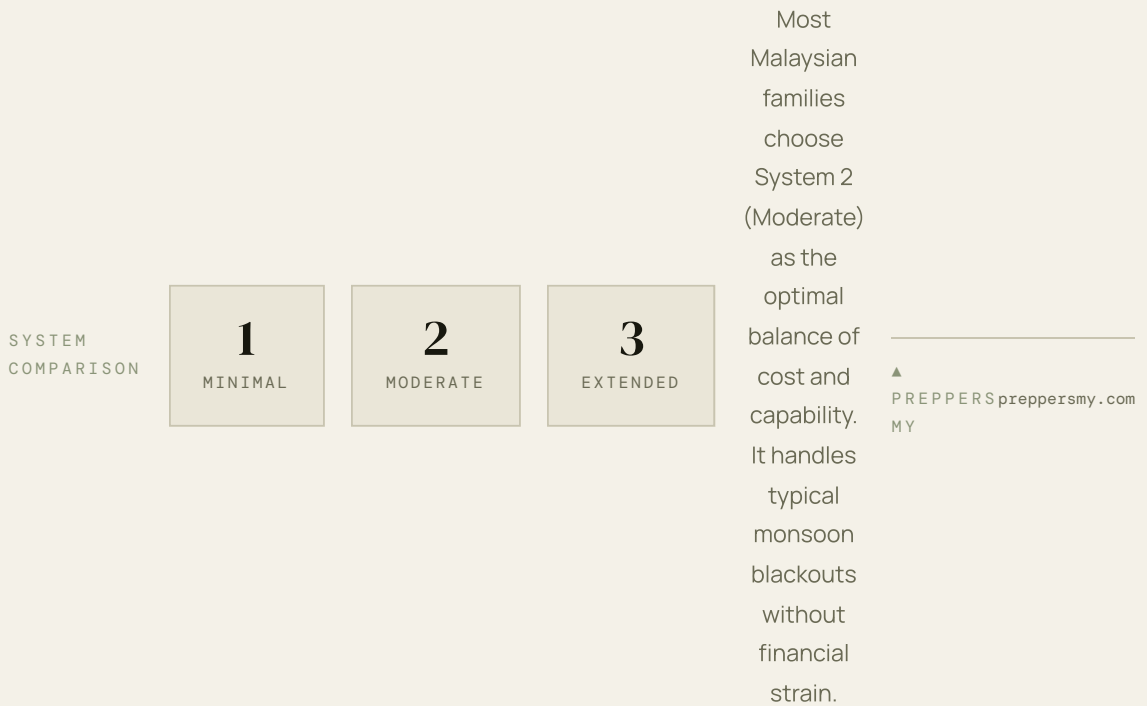 SYSTEM
COMPARISON
1
MINIMAL
2
MODERATE
3
EXTENDED
Most
Malaysian
families
choose
System 2
(Moderate)
as the
optimal
balance of
cost and
capability.
It handles
typical
monsoon
blackouts
without
financial
strain.
▲
PREPPERS
MY
preppersmy.com